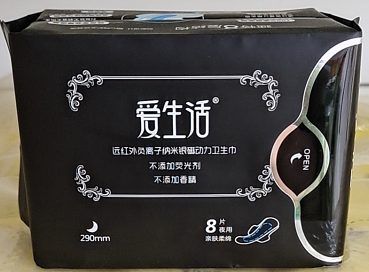 爱生活®
远红外负离子纳米银磁动力卫生巾
不添加荧光剂
不添加香精
OPEN
290mm
8片
夜用
亲肤柔绵